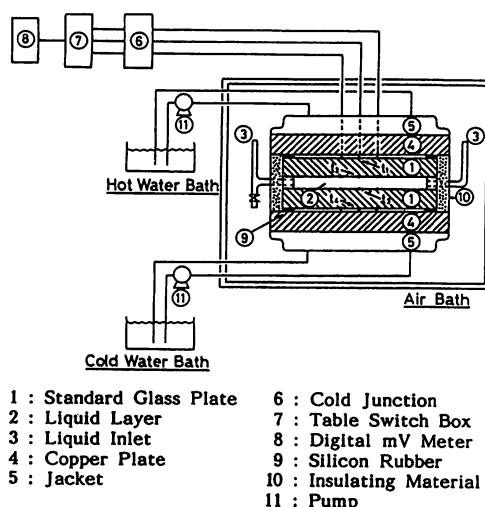 ⑧ ⑦ ⑥
⑤
⑪
③ ④ ③
①
Hot Water Bath
② ①
⑩
④
⑨
⑤
⑪
Air Bath
Cold Water Bath
1 : Standard Glass Plate
2 : Liquid Layer
3 : Liquid Inlet
4 : Copper Plate
5 : Jacket
6 : Cold Junction
7 : Table Switch Box
8 : Digital mV Meter
9 : Silicon Rubber
10 : Insulating Material
11 : Pump